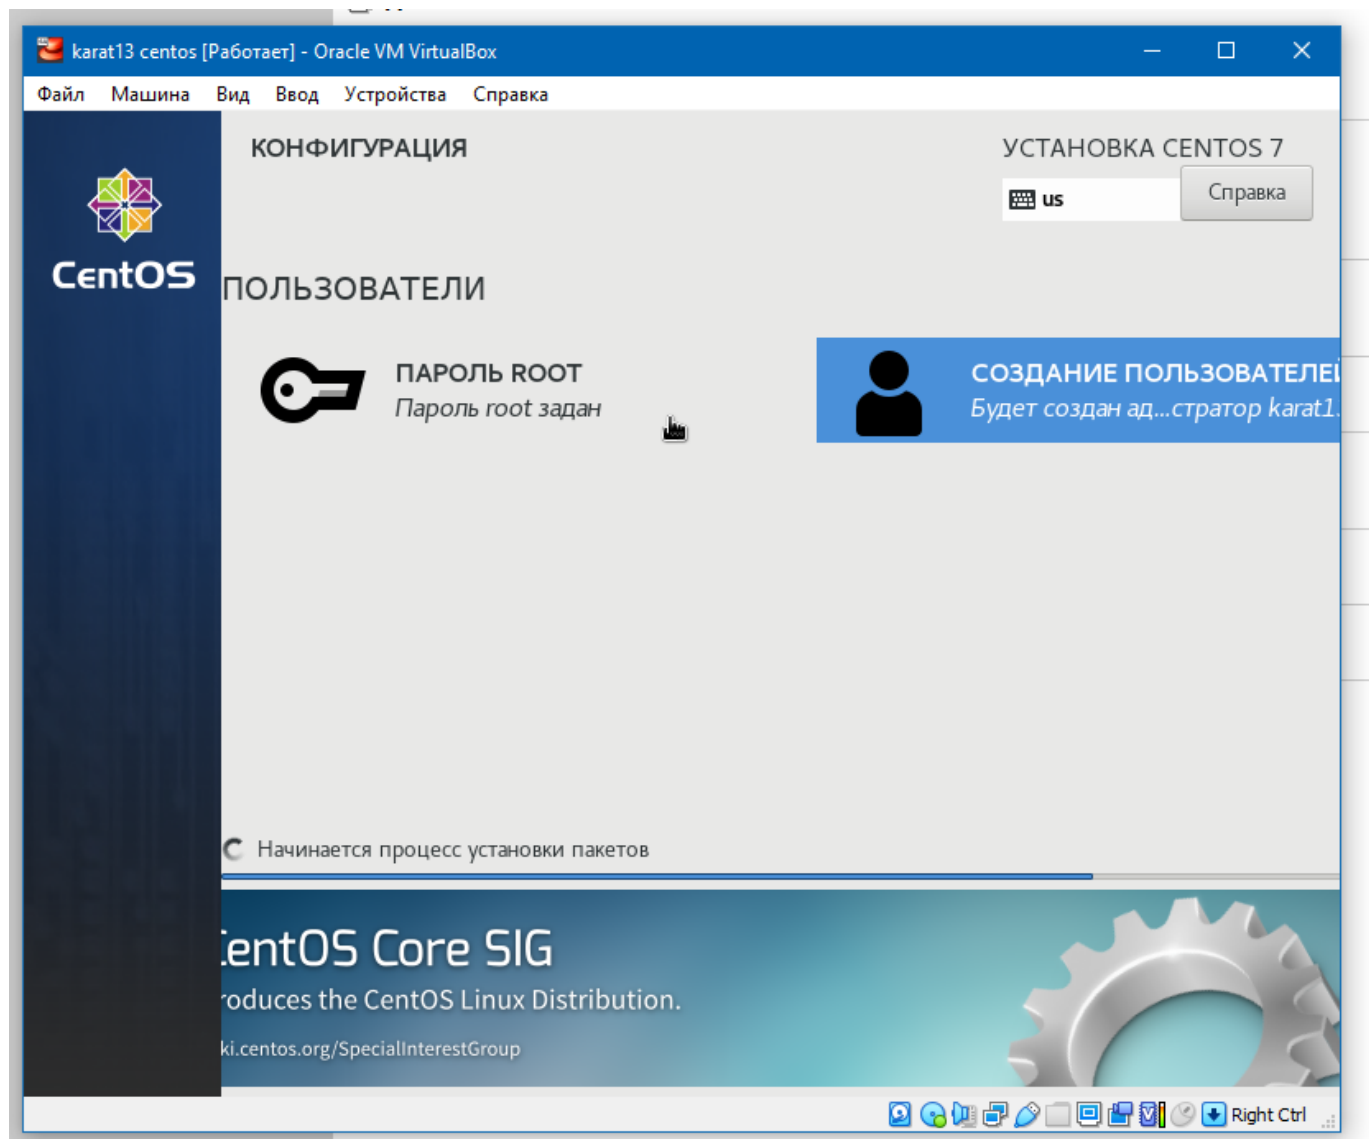 karat13 centos [Работает] - Oracle VM VirtualBox
Файл Машина Вид Ввод Устройства Справка
КОНФИГУРАЦИЯ
УСТАНОВКА CENTOS 7
us
Справка
CentOS
ПОЛЬЗОВАТЕЛИ
ПАРОЛЬ ROOT
Пароль root задан
СОЗДАНИЕ ПОЛЬЗОВАТЕЛЕЙ
Будет создан ад...стратор karat1.
Начинается процесс установки пакетов
CentOS Core SIG
roduces the CentOS Linux Distribution.
ki.centos.org/SpecialInterestGroup
Right Ctrl